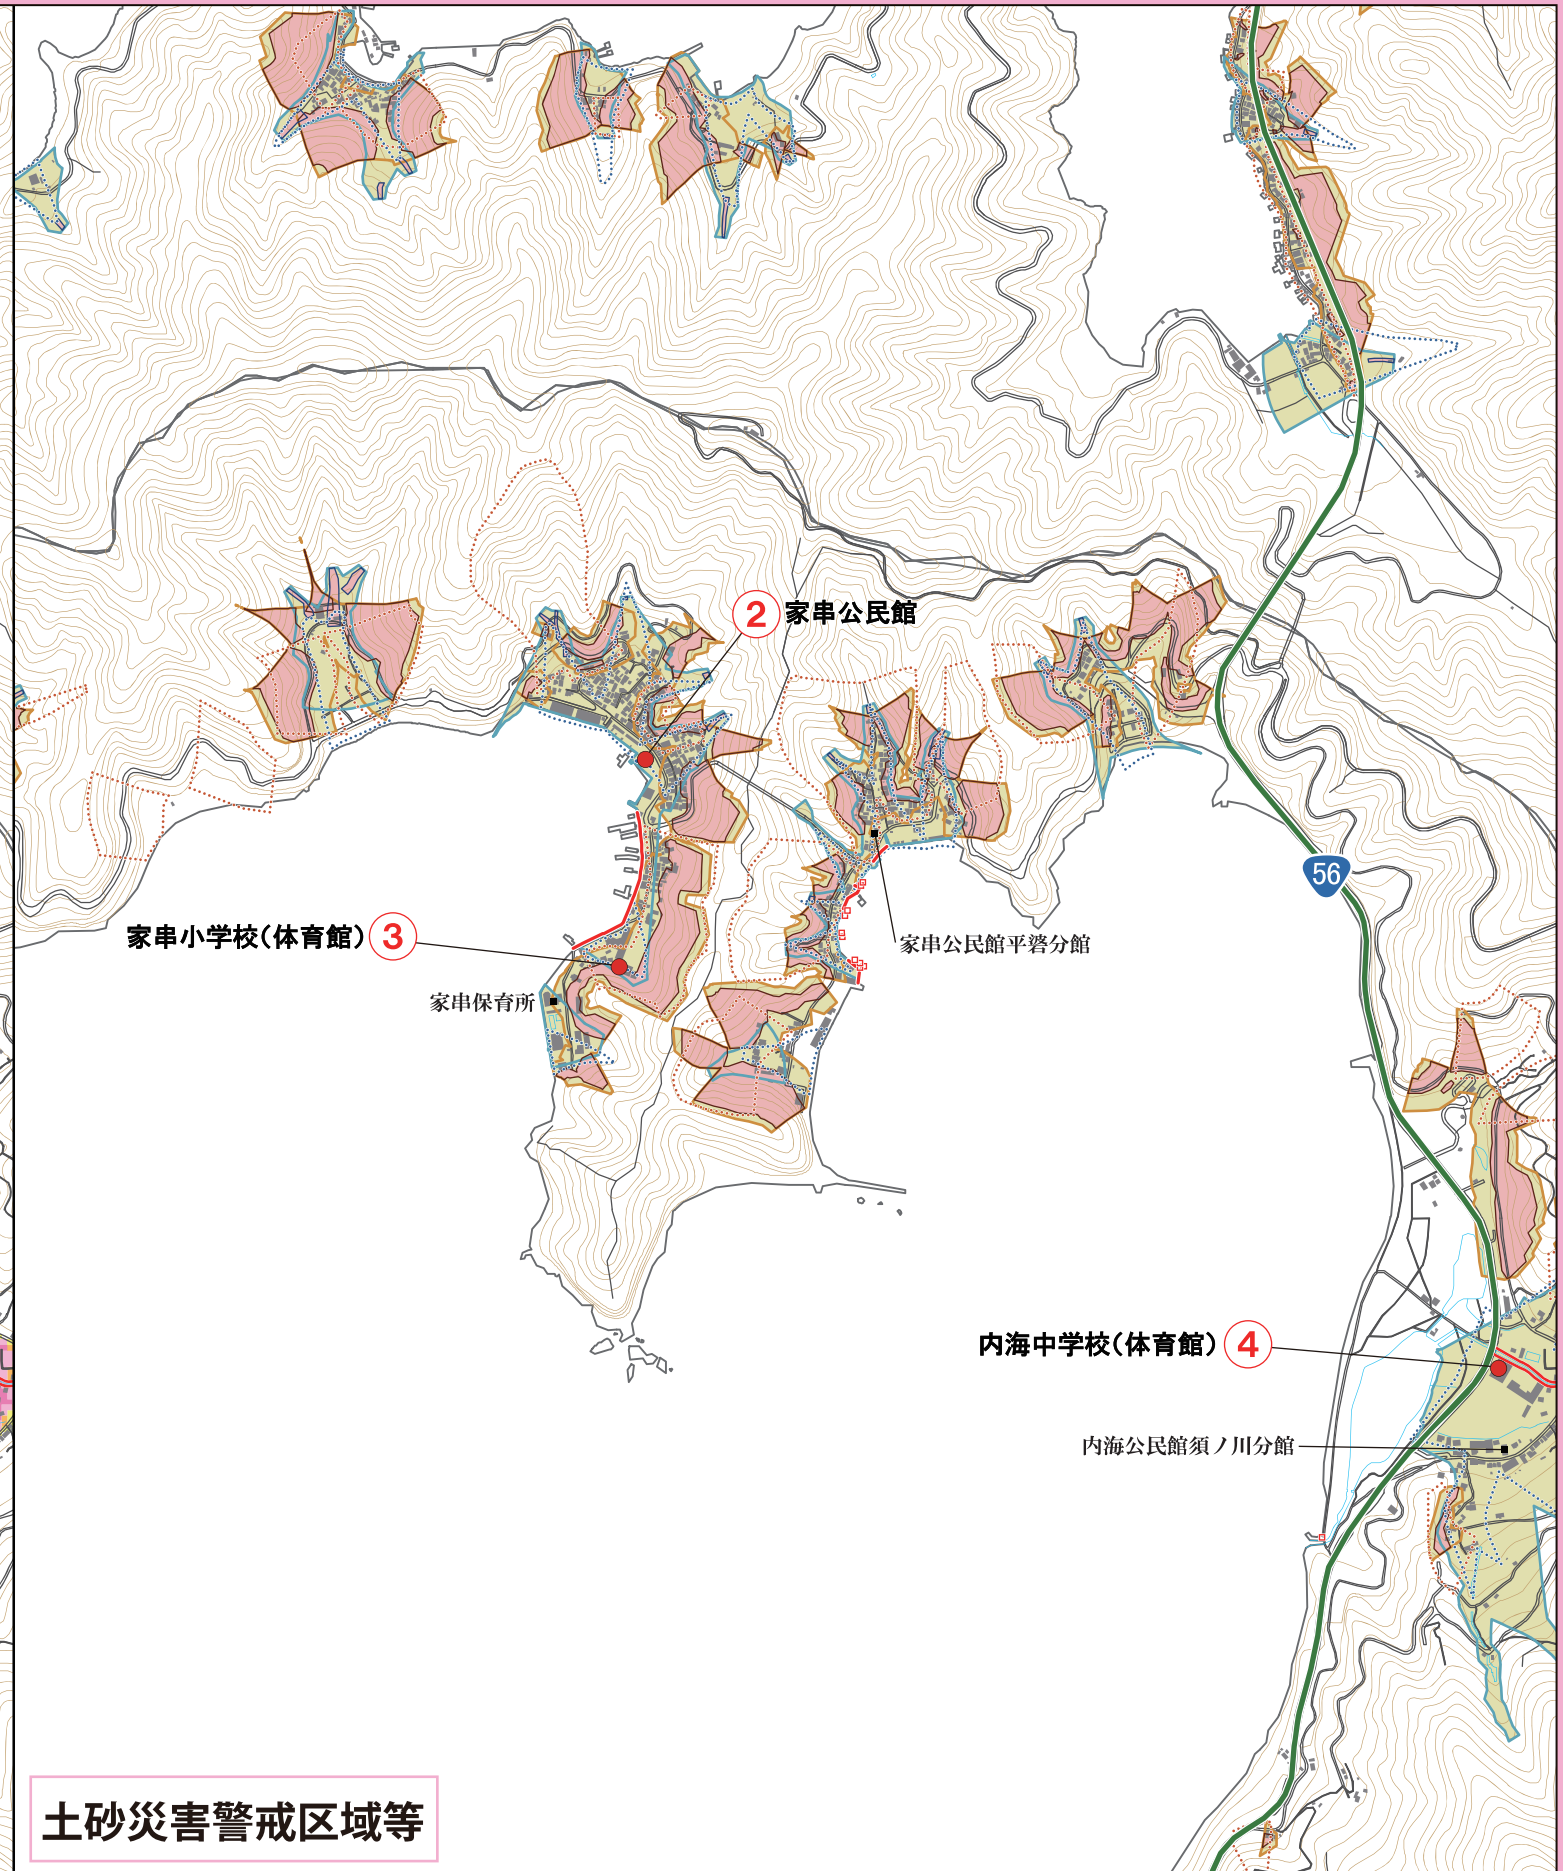 ② 家串公民館
56
家串小学校（体育館） ③
家串公民館平碆分館
家串保育所
内海中学校（体育館） ④
内海公民館須ノ川分館
土砂災害警戒区域等